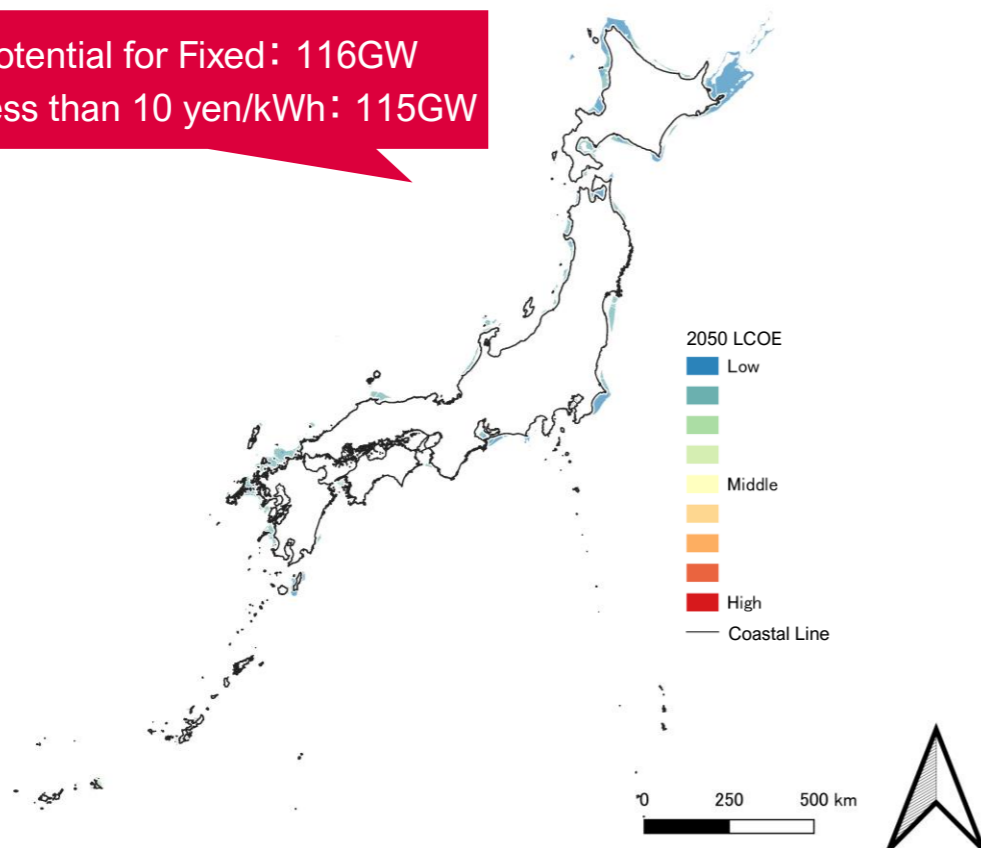 otential for Fixed：116GW
ess than 10 yen/kWh：115GW
2050 LCOE
Low
Middle
High
Coastal Line
0 250 500 km